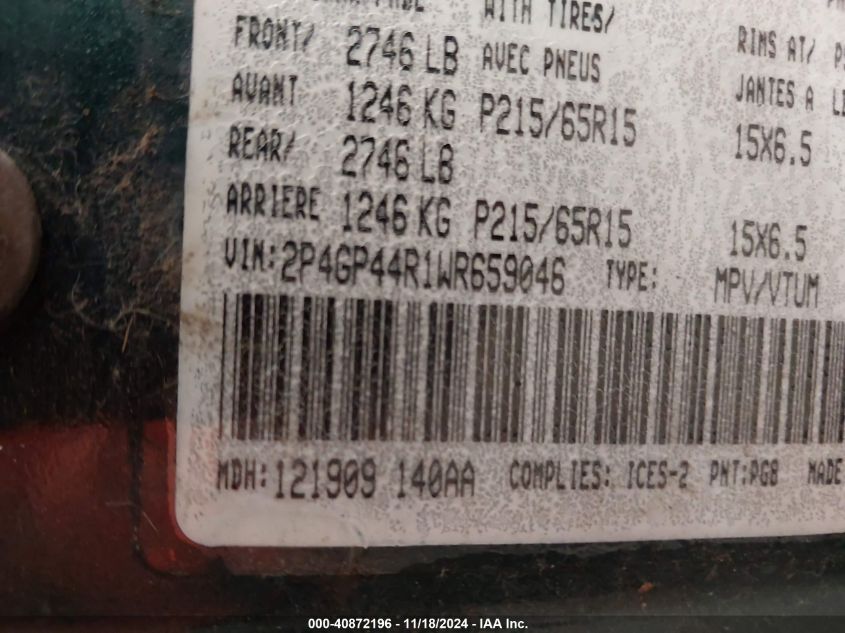 WITH TIRES/
FRONT/ 2746 LB AVEC PNEUS RIMS AT/
AVANT 1246 KG P215/65R15 JANTES A 15X6.5
REAR/ 2746 LB
ARRIERE 1246 KG P215/65R15 15X6.5
VIN: 2P4GP44R1WR659046 TYPE: MPV/VTUM
MDH: 121909 140AA COMPLIES: ICES-2 PNT: PG8 MADE
000-40872196 - 11/18/2024 - IAA Inc.